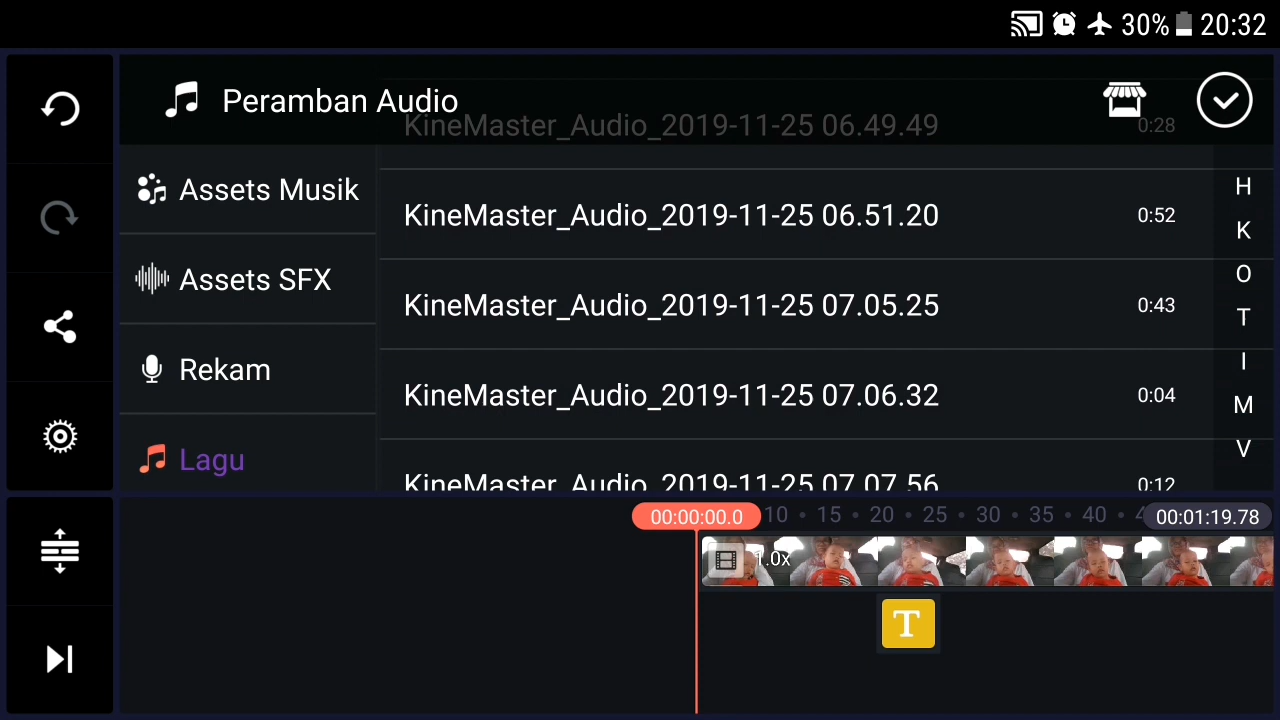 30% 20:32
Peramban Audio
KineMaster_Audio_2019-11-25 06.49.49 0:28
Assets Musik
KineMaster_Audio_2019-11-25 06.51.20 0:52
Assets SFX
KineMaster_Audio_2019-11-25 07.05.25 0:43
Rekam
KineMaster_Audio_2019-11-25 07.06.32 0:04
Lagu
KineMaster_Audio_2019-11-25 07.07.56 0:12
H
K
O
T
I
M
V
00:00:00.0 10 15 20 25 30 35 40 00:01:19.78
1.0x
T